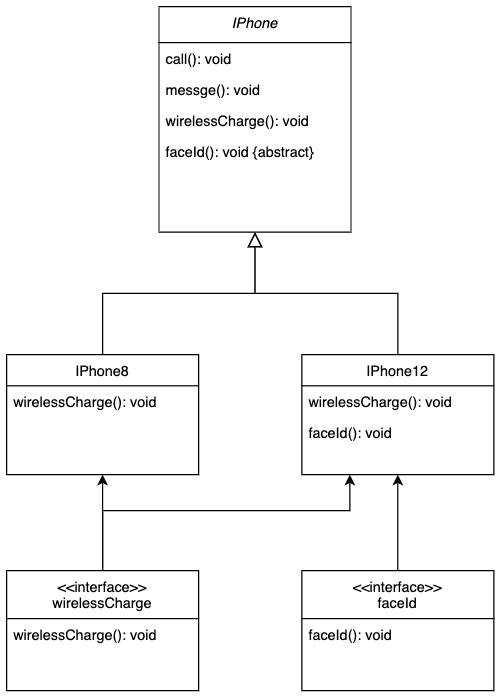 IPhone
call(): void
messge(): void
wirelessCharge(): void
faceId(): void {abstract}
IPhone8
wirelessCharge(): void
IPhone12
wirelessCharge(): void
faceId(): void
<<interface>>
wirelessCharge
wirelessCharge(): void
<<interface>>
faceId
faceId(): void